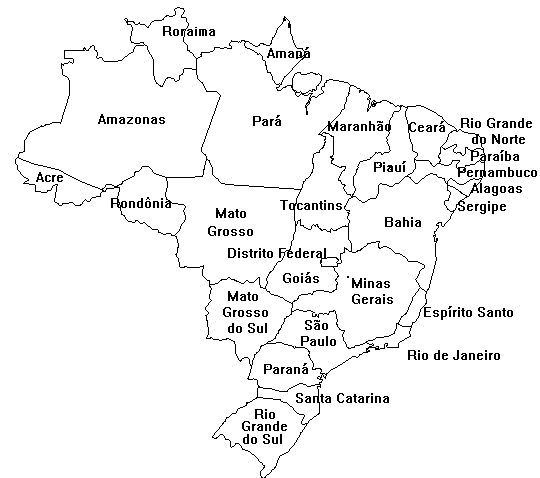 Roraima
Amapá
Amazonas
Pará
Maranhão
Ceará
Rio Grande
do Norte
Paraíba
Piauí
Pernambuco
Acre
Alagoas
Rondônia
Tocantins
Sergipe
Mato
Grosso
Bahia
Distrito Federal
Goiás
Minas
Gerais
Mato
Grosso
do Sul
Espírito Santo
São
Paulo
Rio de Janeiro
Paraná
Santa Catarina
Rio
Grande
do Sul